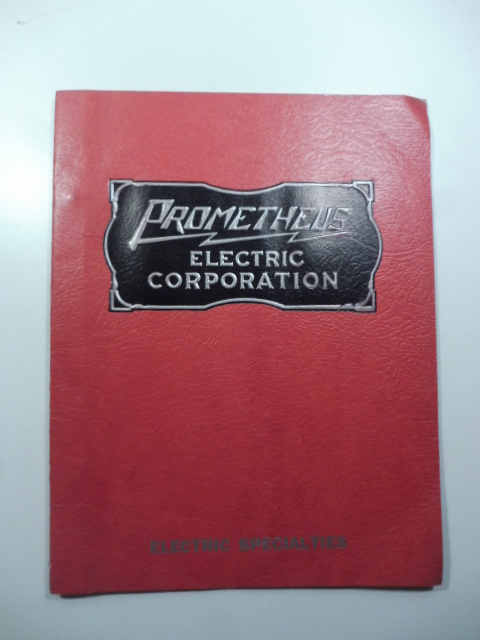 PROMETHEUS
ELECTRIC
CORPORATION
ELECTRIC SPECIALTIES